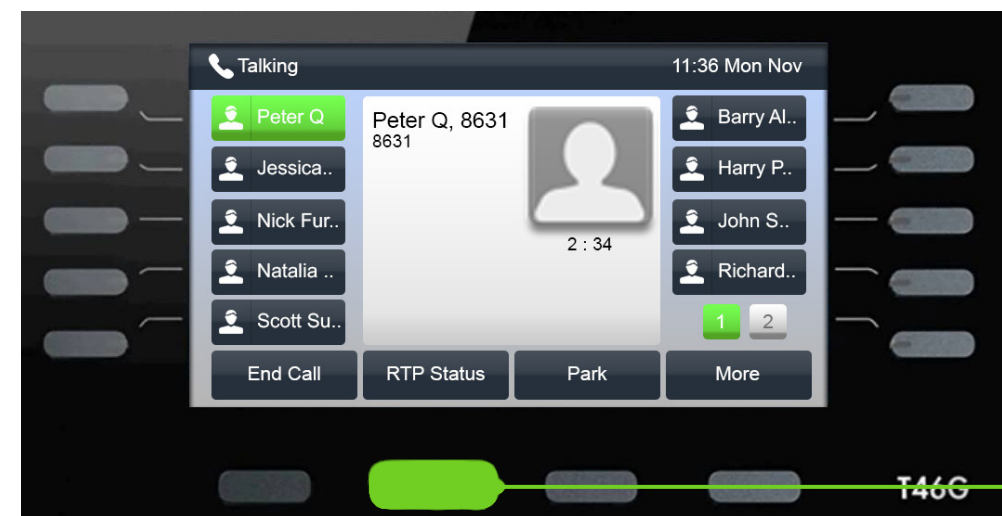 Talking
11:36 Mon Nov
Peter Q
Jessica..
Nick Fur..
Natalia ..
Scott Su..
Peter Q, 8631
8631
2 : 34
Barry Al..
Harry P..
John S..
Richard..
1 2
End Call RTP Status Park More
T46G